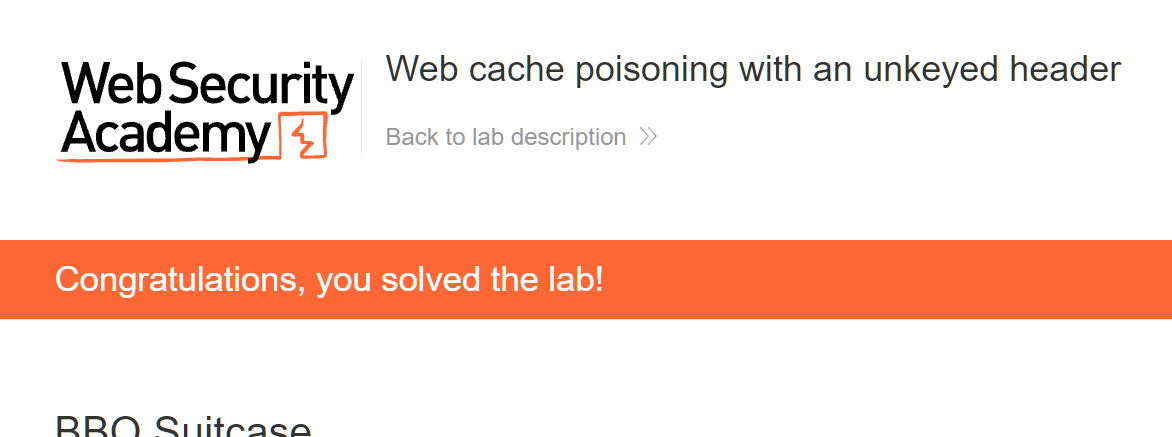 Web Security
Academy
Web cache poisoning with an unkeyed header
Back to lab description
Congratulations, you solved the lab!
BBQ Suitcase